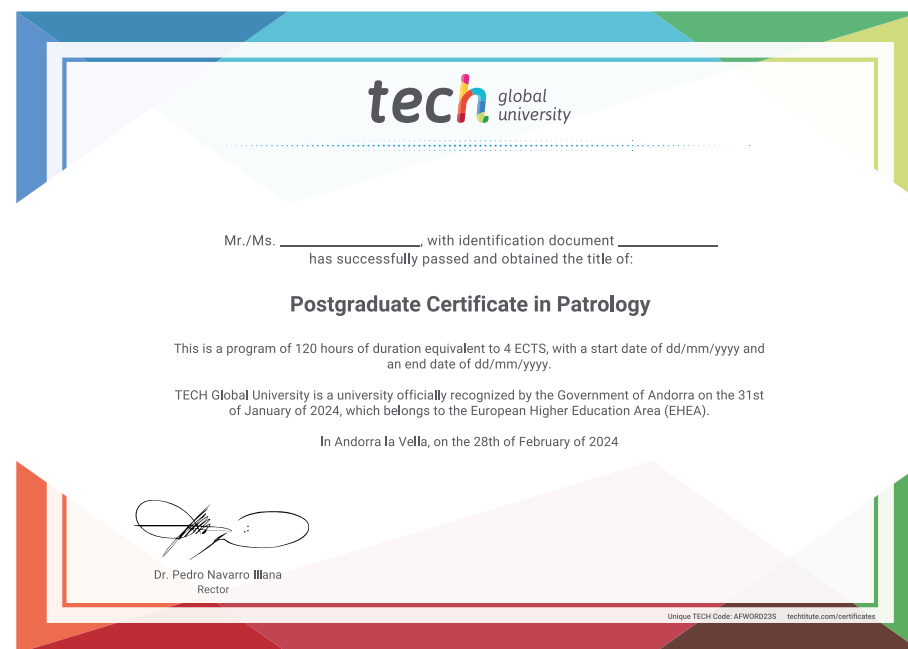 tech global university
Mr./Ms. ____________, with identification document ____________
has successfully passed and obtained the title of:
Postgraduate Certificate in Patrology
This is a program of 120 hours of duration equivalent to 4 ECTS, with a start date of dd/mm/yyyy and
an end date of dd/mm/yyyy.
TECH Global University is a university officially recognized by the Government of Andorra on the 31st
of January of 2024, which belongs to the European Higher Education Area (EHEA).
In Andorra la Vella, on the 28th of February of 2024
Dr. Pedro Navarro Illana
Rector
Unique TECH Code: AFWORD23S techtitute.com/certificates